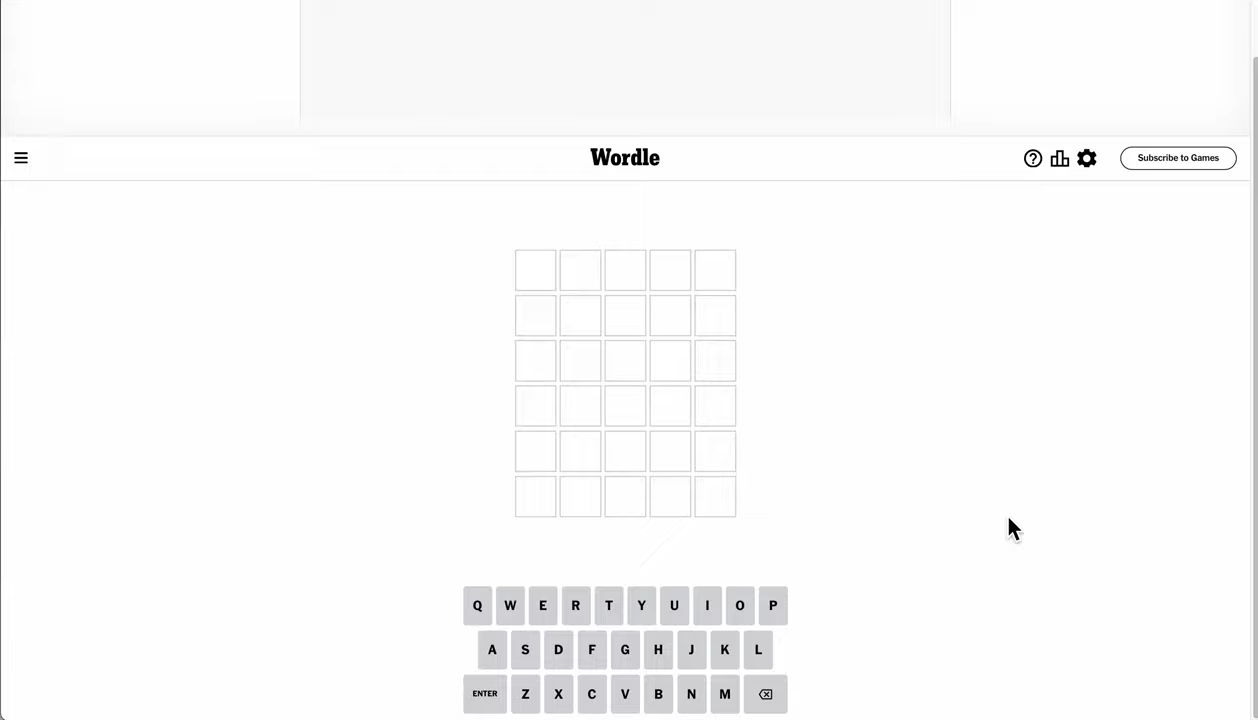 Wordle
Subscribe to Games
Q W E R T Y U I O P
A S D F G H J K L
ENTER Z X C V B N M